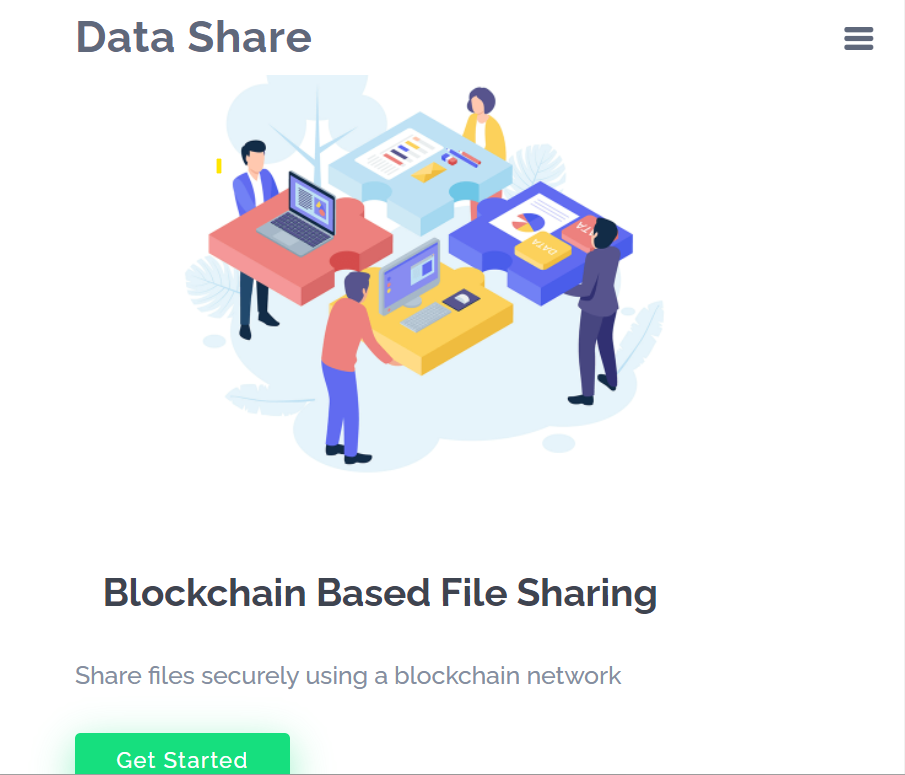 Data Share
DATA
DATA
Blockchain Based File Sharing
Share files securely using a blockchain network
Get Started